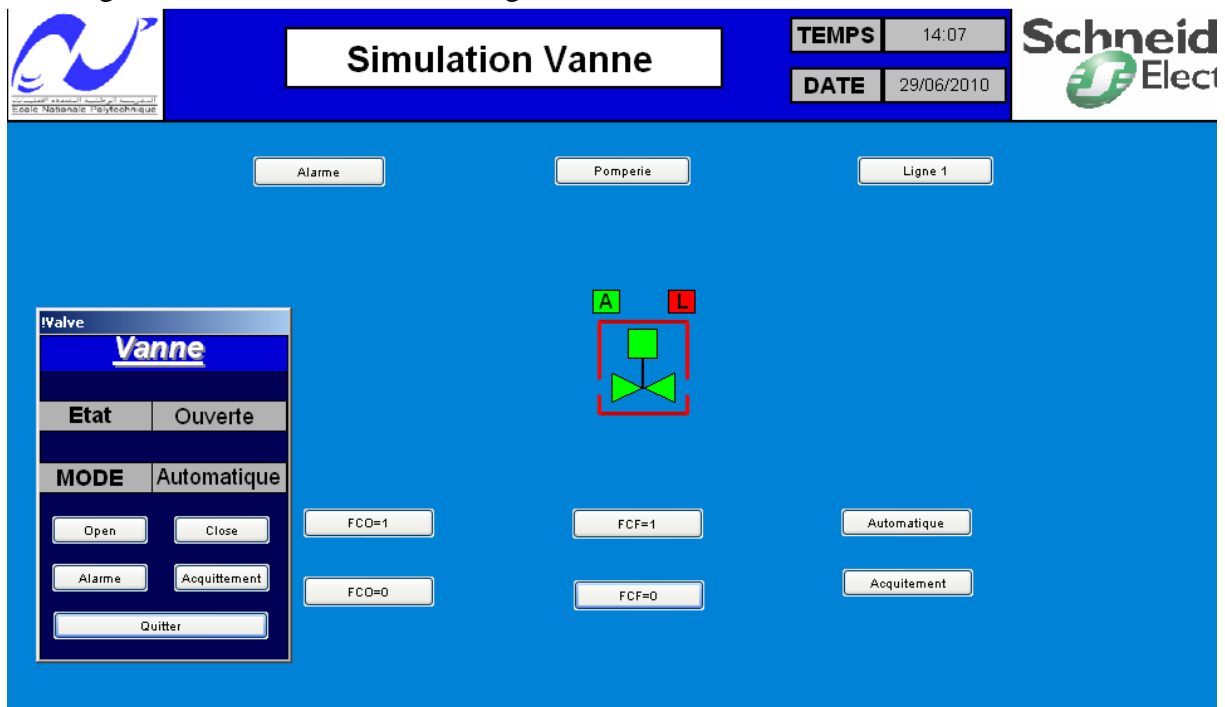 Simulation Vanne
TEMPS 14:07
DATE 29/06/2010
Schneid
Elect
Ecole Nationale Polytechnique
Alarme
Pomperie
Ligne 1
A L
!Valve
Vanne
Etat Ouverte
MODE Automatique
Open Close
Alarme Acquittement
Quitter
FCO=1
FCF=1
Automatique
FCO=0
FCF=0
Acquitement